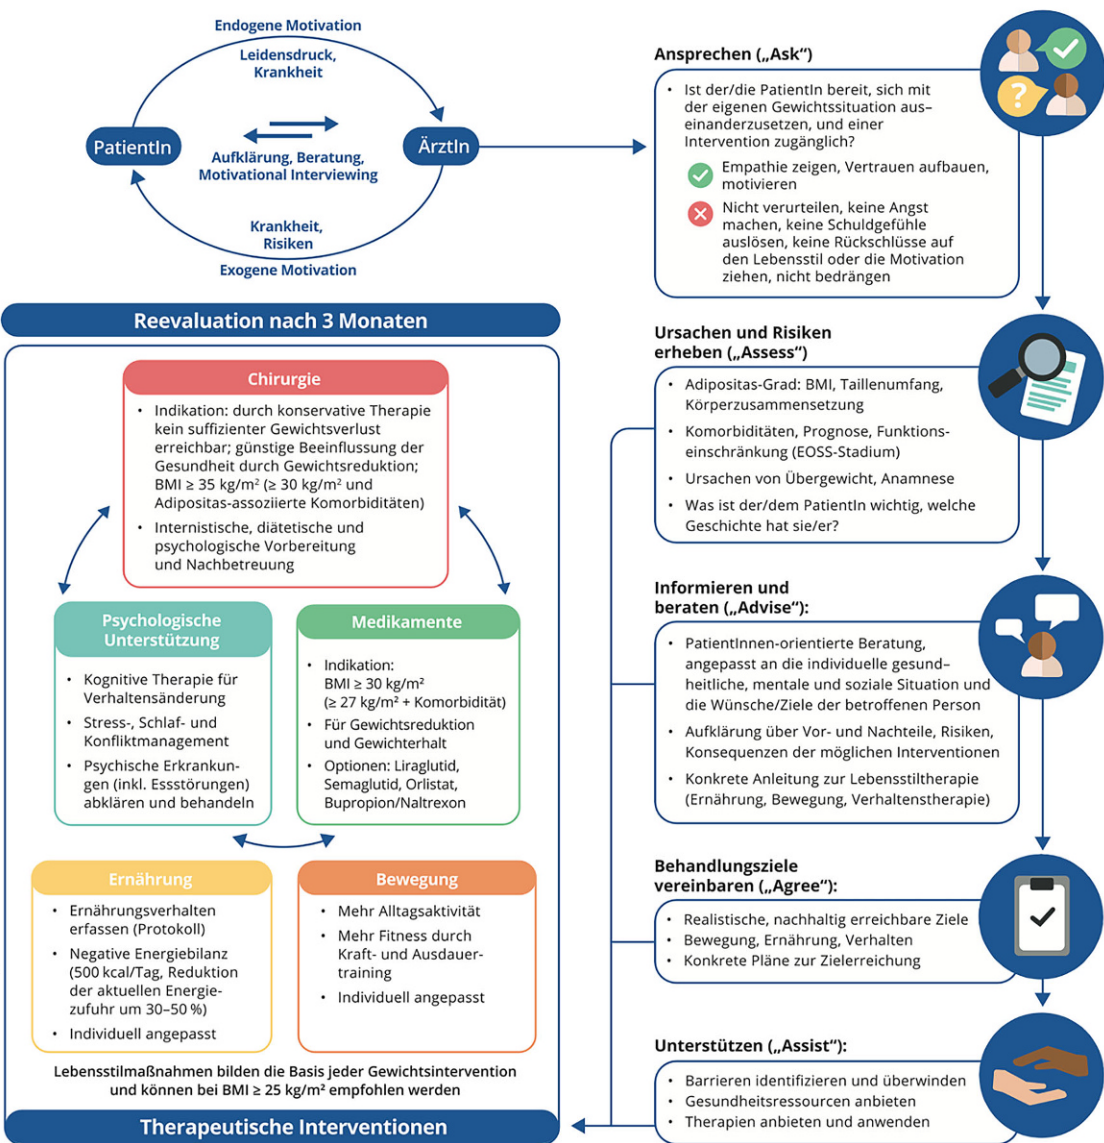 Endogene Motivation
Leidensdruck,
Krankheit
PatientIn
ÄrztIn
Aufklärung, Beratung,
Motivational Interviewing
Krankheit,
Risiken
Exogene Motivation
Ansprechen („Ask“)
• Ist der/die PatientIn bereit, sich mit
der eigenen Gewichtssituation aus–
einanderzusetzen, und einer
Intervention zugänglich?
Empathie zeigen, Vertrauen aufbauen,
motivieren
Nicht verurteilen, keine Angst
machen, keine Schuldgefühle
auslösen, keine Rückschlüsse auf
den Lebensstil oder die Motivation
ziehen, nicht bedrängen
?
Ursachen und Risiken
erheben („Assess“)
• Adipositas-Grad: BMI, Taillenumfang,
Körperzusammensetzung
• Komorbiditäten, Prognose, Funktions-
einschränkung (EOSS-Stadium)
• Ursachen von Übergewicht, Anamnese
• Was ist der/dem PatientIn wichtig, welche
Geschichte hat sie/er?
Informieren und
beraten („Advise“):
• PatientInnen-orientierte Beratung,
angepasst an die individuelle gesund–
heitliche, mentale und soziale Situation und
die Wünsche/Ziele der betroffenen Person
• Aufklärung über Vor- und Nachteile, Risiken,
Konsequenzen der möglichen Interventionen
• Konkrete Anleitung zur Lebensstiltherapie
(Ernährung, Bewegung, Verhaltenstherapie)
Behandlungsziele
vereinbaren („Agree“):
• Realistische, nachhaltig erreichbare Ziele
• Bewegung, Ernährung, Verhalten
• Konkrete Pläne zur Zielerreichung
Unterstützen („Assist“):
• Barrieren identifizieren und überwinden
• Gesundheitsressourcen anbieten
• Therapien anbieten und anwenden
Reevaluation nach 3 Monaten
Chirurgie
• Indikation: durch konservative Therapie
kein suffizienter Gewichtsverlust
erreichbar; günstige Beeinflussung der
Gesundheit durch Gewichtsreduktion;
BMI ≥ 35 kg/m² (≥ 30 kg/m² und
Adipositas-assoziierte Komorbiditäten)
• Internistische, diätetische und
psychologische Vorbereitung
und Nachbetreuung
Psychologische
Unterstützung
• Kognitive Therapie für
Verhaltensänderung
• Stress-, Schlaf- und
Konfliktmanagement
• Psychische Erkrankun-
gen (inkl. Essstörungen)
abklären und behandeln
Medikamente
• Indikation:
BMI ≥ 30 kg/m²
(≥ 27 kg/m² + Komorbidität)
• Für Gewichtsreduktion
und Gewichterhalt
• Optionen: Liraglutid,
Semaglutid, Orlistat,
Bupropion/Naltrexon
Ernährung
• Ernährungsverhalten
erfassen (Protokoll)
• Negative Energiebilanz
(500 kcal/Tag, Reduktion
der aktuellen Energie-
zufuhr um 30–50 %)
• Individuell angepasst
Bewegung
• Mehr Alltagsaktivität
• Mehr Fitness durch
Kraft- und Ausdauer-
training
• Individuell angepasst
Lebensstilmaßnahmen bilden die Basis jeder Gewichtsintervention
und können bei BMI ≥ 25 kg/m² empfohlen werden
Therapeutische Interventionen